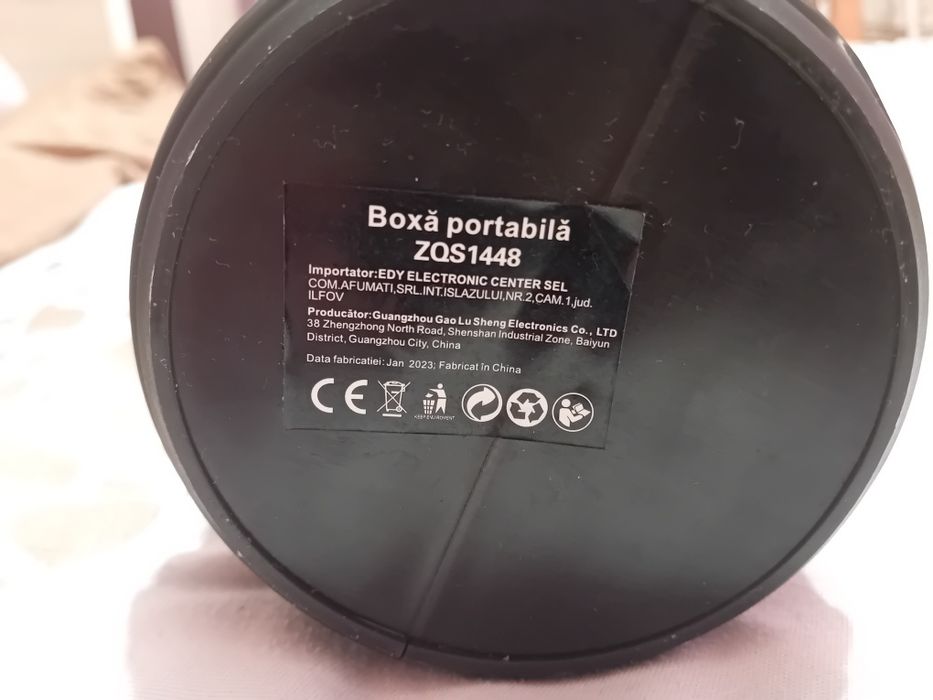 Boxă portabilă
ZQS1448
Importator:EDY ELECTRONIC CENTER SEL
COM.AFUMATI,SRL.INT.ISLAZULUI,NR.2,CAM.1,jud.
ILFOV
Producător:Guangzhou Gao Lu Sheng Electronics Co., LTD
38 Zhengzhong North Road, Shenshan Industrial Zone, Baiyun
District, Guangzhou City, China
Data fabricatiei: Jan 2023; Fabricat în China
CE
KEEP ENVIROMENT